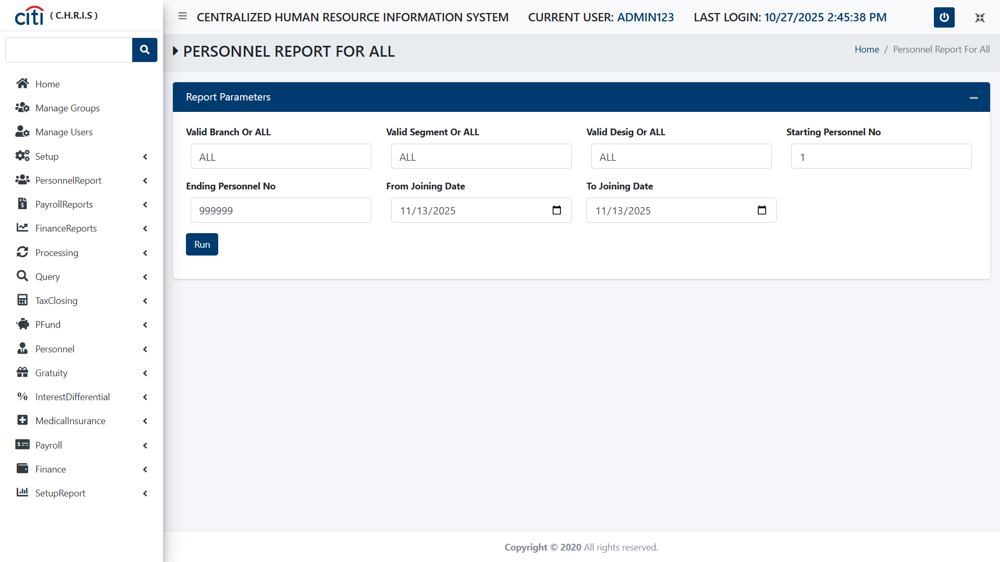 citi ( C.H.R.I.S )
CENTRALIZED HUMAN RESOURCE INFORMATION SYSTEM CURRENT USER: ADMIN123 LAST LOGIN: 10/27/2025 2:45:38 PM
PERSONNEL REPORT FOR ALL
Home / Personnel Report For All
Home
Manage Groups
Manage Users
Setup
PersonnelReport
PayrollReports
FinanceReports
Processing
Query
TaxClosing
PFund
Personnel
Gratuity
InterestDifferential
MedicalInsurance
Payroll
Finance
SetupReport
Report Parameters
Valid Branch Or ALL Valid Segment Or ALL Valid Desig Or ALL Starting Personnel No
ALL ALL ALL 1
Ending Personnel No From Joining Date To Joining Date
999999 11/13/2025 11/13/2025
Run
Copyright © 2020 All rights reserved.